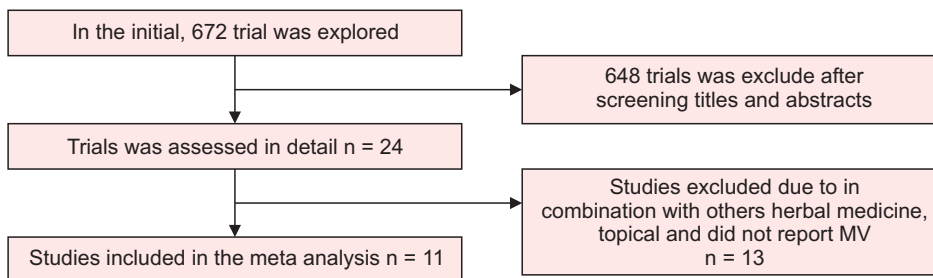 In the initial, 672 trial was explored
648 trials was exclude after
screening titles and abstracts
Trials was assessed in detail n = 24
Studies excluded due to in
combination with others herbal medicine,
topical and did not report MV
n = 13
Studies included in the meta analysis n = 11